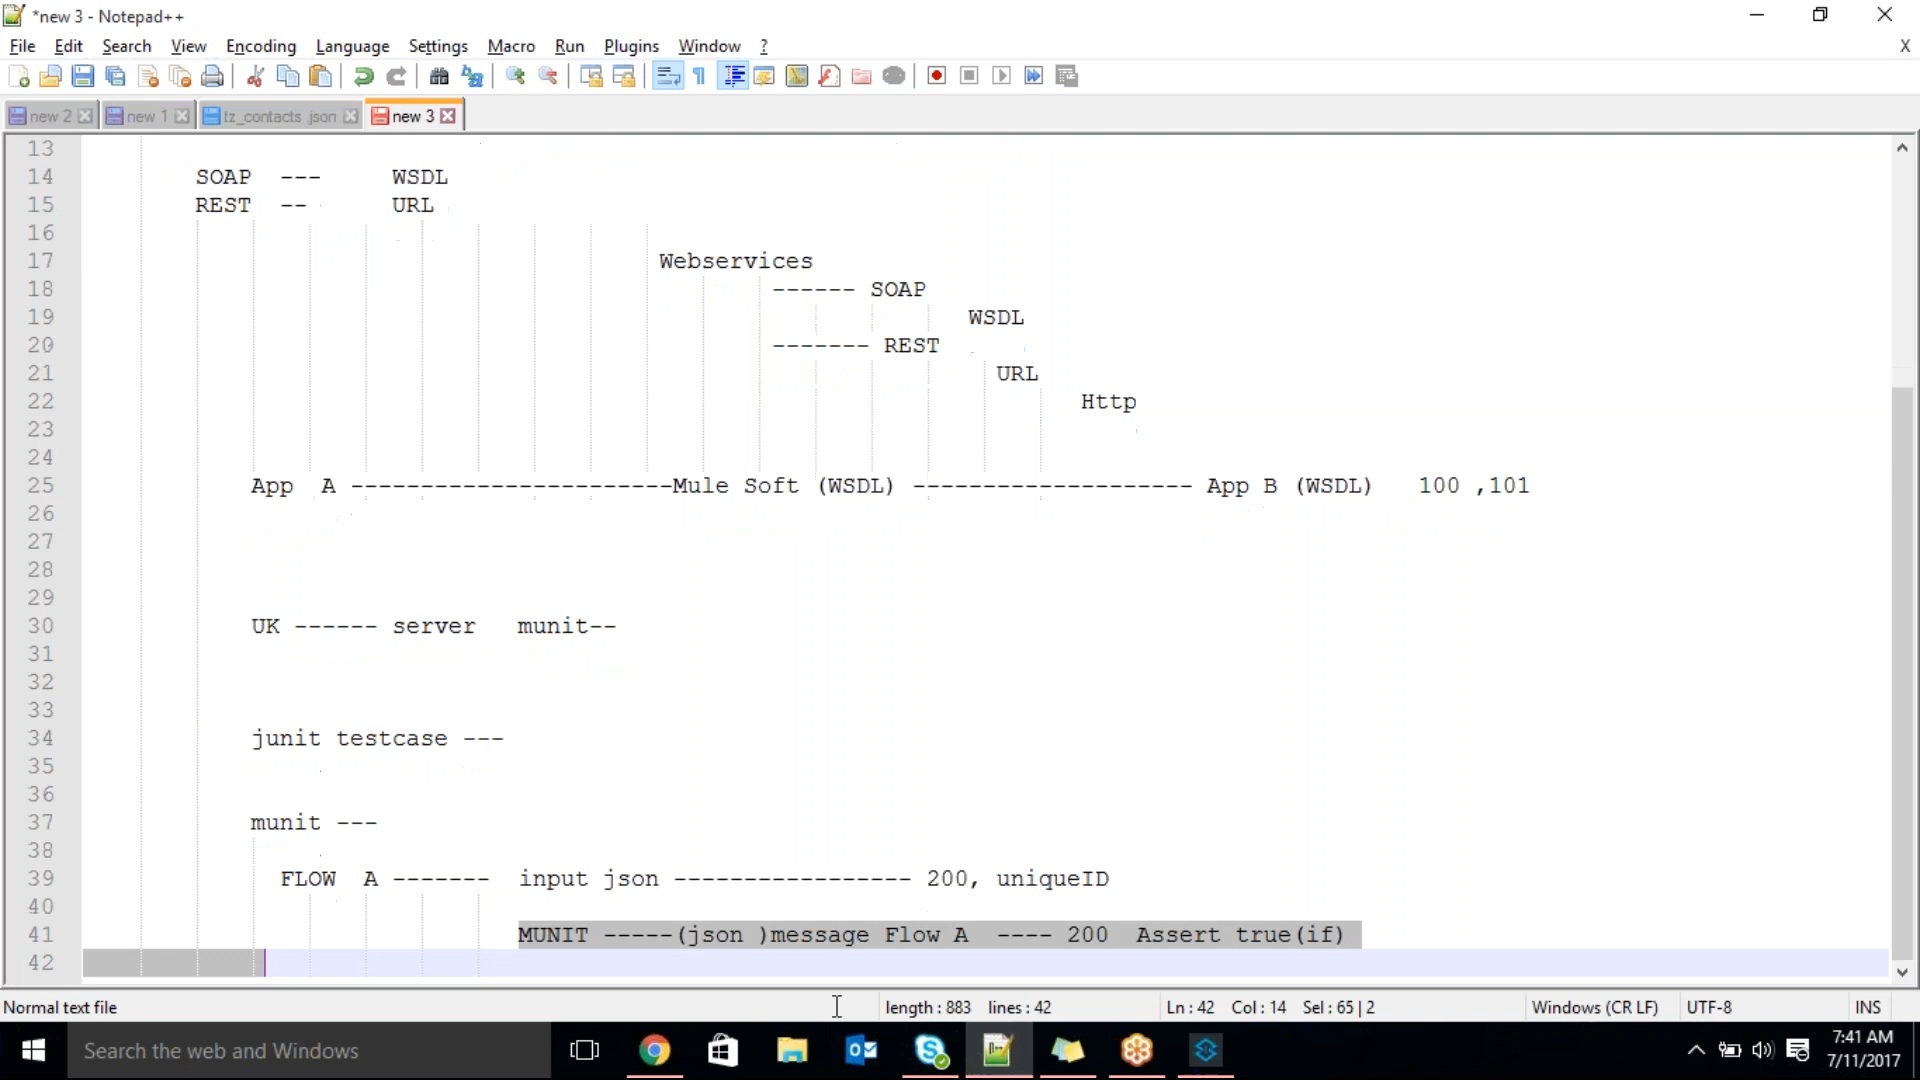 *new 3 - Notepad++
File Edit Search View Encoding Language Settings Macro Run Plugins Window ? X
new 2 new 1 tz_contacts .json new 3
13
14 SOAP --- WSDL
15 REST -- URL
16
17 Webservices
18 ------ SOAP
19 WSDL
20 ------- REST
21 URL
22 Http
23
24
25 App A -----------------------Mule Soft (WSDL) -------------------- App B (WSDL) 100 ,101
26
27
28
29
30 UK ------ server munit--
31
32
33
34 junit testcase ---
35
36
37 munit ---
38
39 FLOW A ------- input json ----------------- 200, uniqueID
40
41 MUNIT -----(json )message Flow A ---- 200 Assert true(if)
42
Normal text file length : 883 lines : 42 Ln : 42 Col : 14 Sel : 65 | 2 Windows (CR LF) UTF-8 INS
Search the web and Windows
7:41 AM
7/11/2017